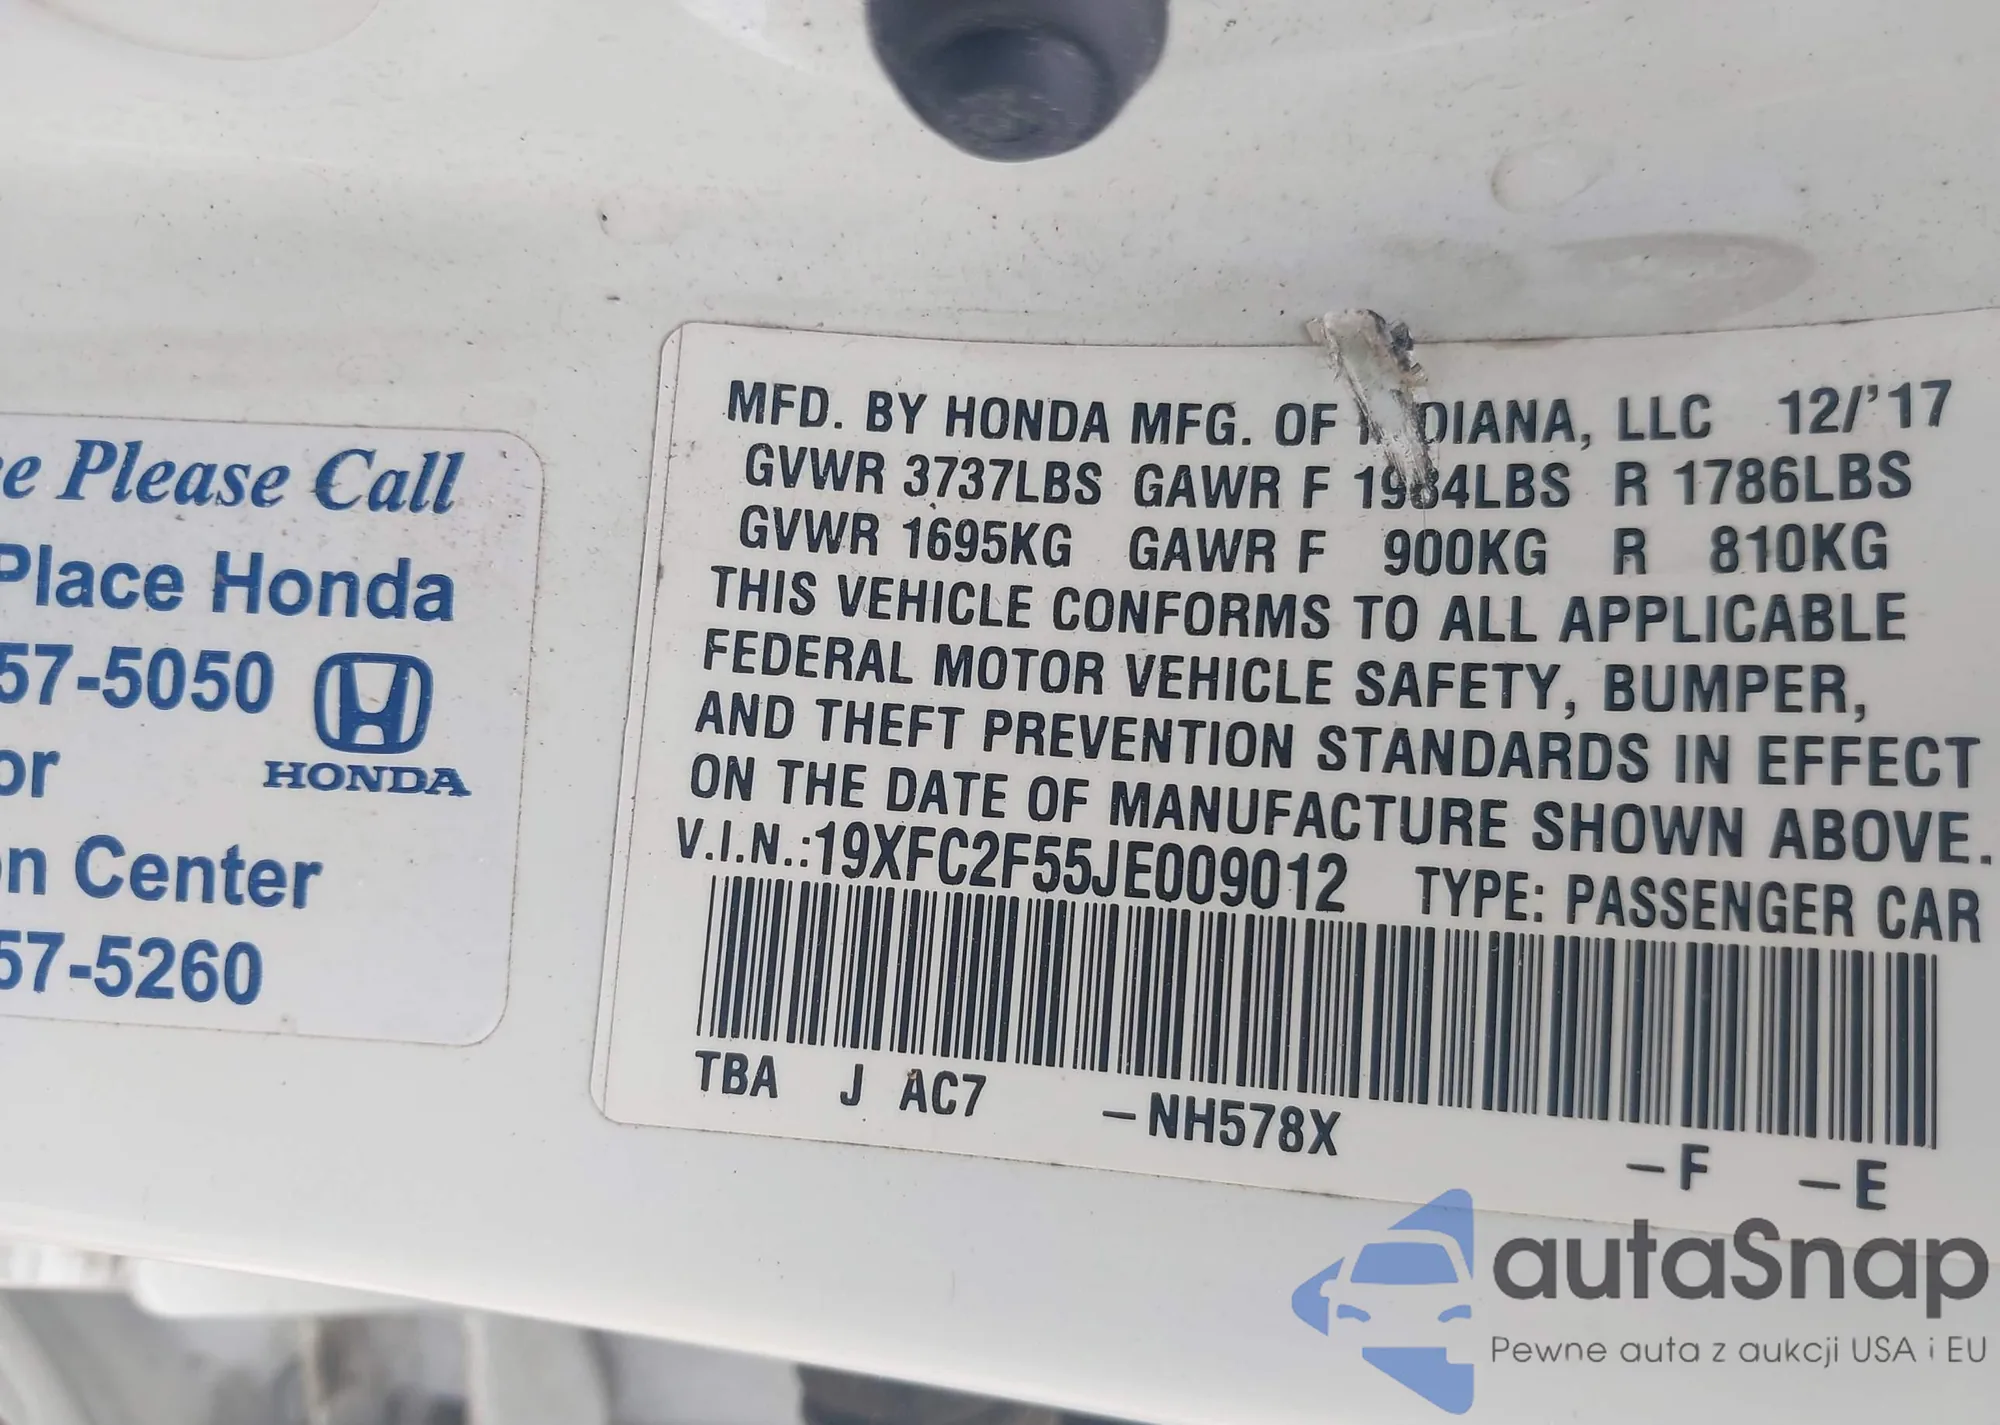 e Please Call
Place Honda
57-5050
HONDA
or
on Center
57-5260
MFD. BY HONDA MFG. OF INDIANA, LLC 12/'17
GVWR 3737LBS GAWR F 1984LBS R 1786LBS
GVWR 1695KG GAWR F 900KG R 810KG
THIS VEHICLE CONFORMS TO ALL APPLICABLE
FEDERAL MOTOR VEHICLE SAFETY, BUMPER,
AND THEFT PREVENTION STANDARDS IN EFFECT
ON THE DATE OF MANUFACTURE SHOWN ABOVE.
V.I.N.:19XFC2F55JE009012 TYPE: PASSENGER CAR
TBA J AC7 –NH578X –F –E
autaSnap
Pewne auta z aukcji USA i EU